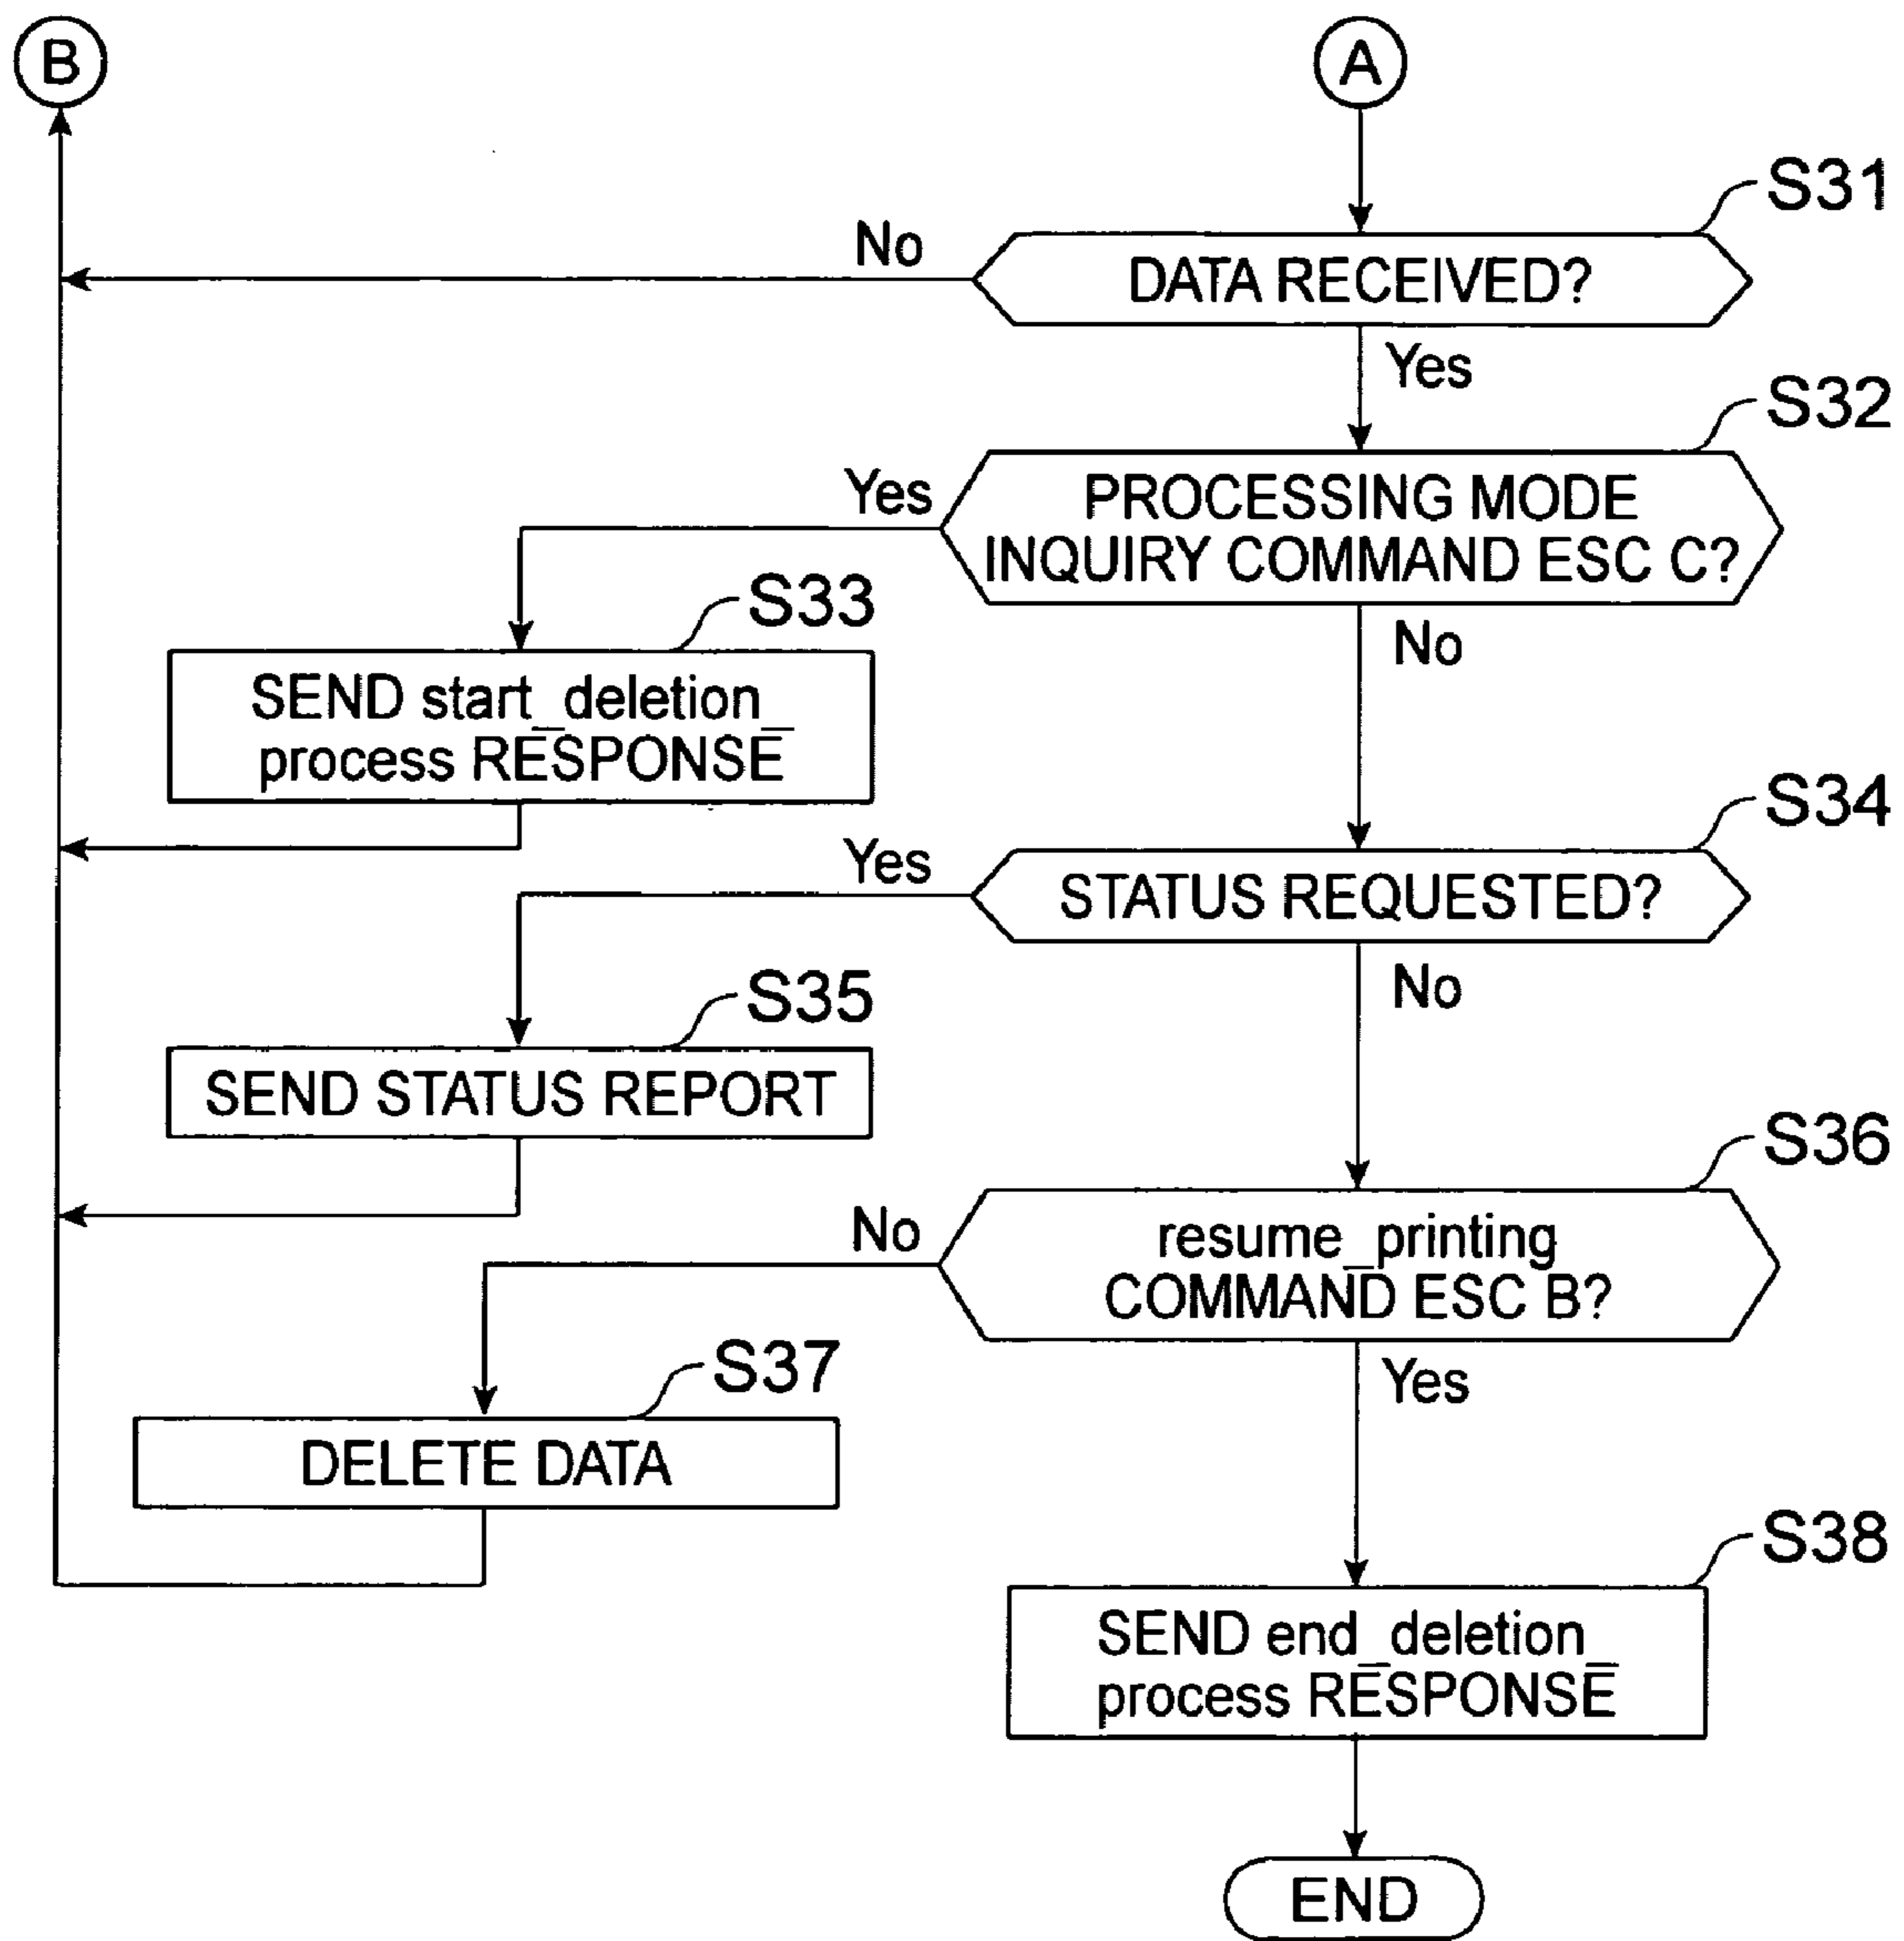 B
A
S31
No
DATA RECEIVED?
Yes
S32
Yes
PROCESSING MODE
INQUIRY COMMAND ESC C?
S33
No
SEND start_deletion_
process RESPONSE
S34
Yes
STATUS REQUESTED?
No
S35
SEND STATUS REPORT
S36
No
resume_printing
COMMAND ESC B?
S37
Yes
DELETE DATA
S38
SEND end_deletion_
process RESPONSE
END